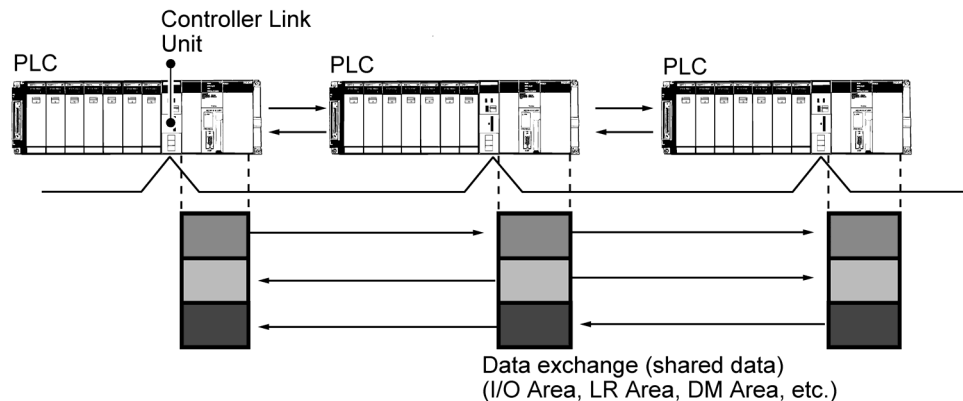 Controller Link
Unit
PLC
PLC
PLC
Data exchange (shared data)
(I/O Area, LR Area, DM Area, etc.)